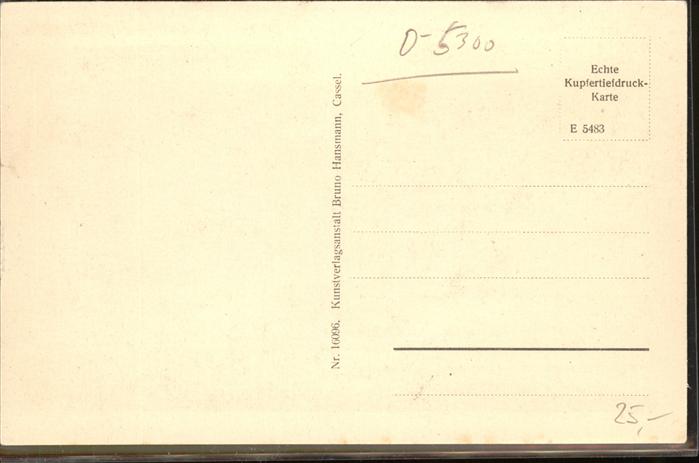 D-5300
Echte
Kupfertiefdruck-
Karte
E 5483
Nr. 16096. Kunstverlagsanstalt Bruno Hansmann, Cassel.
25,-